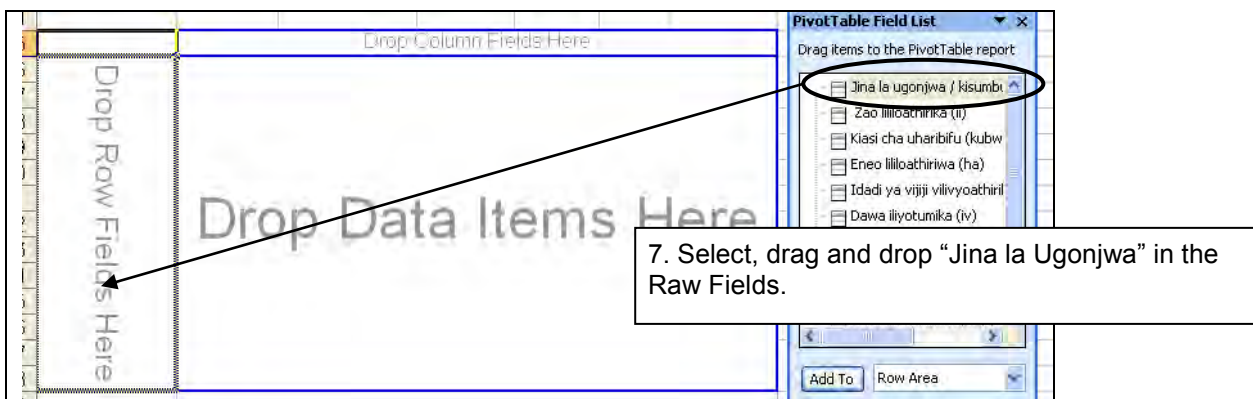 PivotTable Field List
Drop Column Fields Here
Drag items to the PivotTable report
Drop Row Fields Here
Drop Data Items Here
Jina la ugonjwa / kisumbu
Zao lililoathirika (ii)
Kiasi cha uharibifu (kubw
Eneo lililoathiriwa (ha)
Idadi ya vijiji vilivyoathiril
Dawa iliyotumika (iv)
7. Select, drag and drop “Jina la Ugonjwa” in the
Raw Fields.
Add To
Row Area